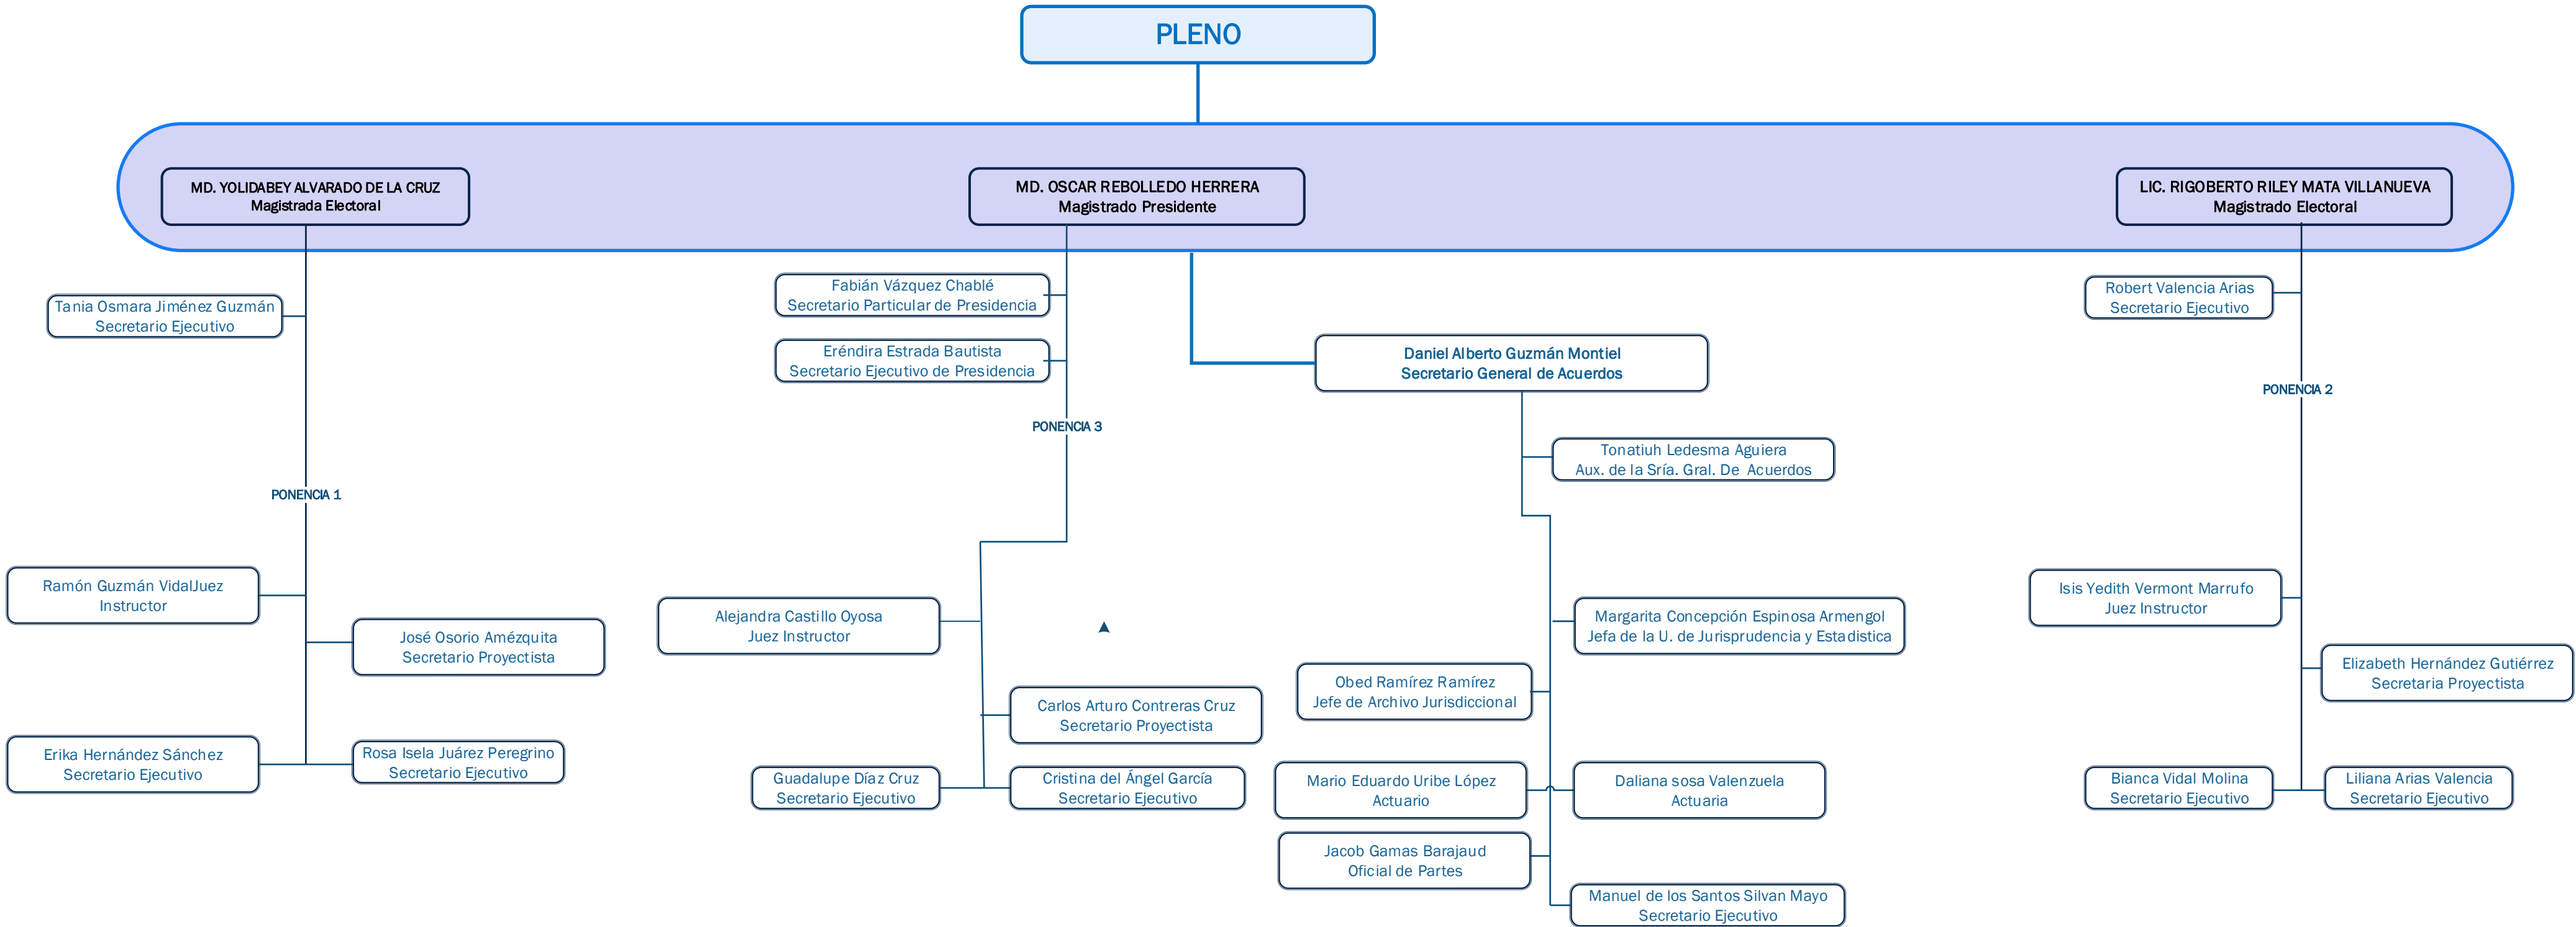 PLENO
MD. YOLIDABEY ALVARADO DE LA CRUZ
Magistrada Electoral
MD. OSCAR REBOLLEDO HERRERA
Magistrado Presidente
LIC. RIGOBERTO RILEY MATA VILLANUEVA
Magistrado Electoral
Tania Osmara Jiménez Guzmán
Secretario Ejecutivo
PONENCIA 1
Ramón Guzmán VidalJuez
Instructor
José Osorio Amézquita
Secretario Proyectista
Erika Hernández Sánchez
Secretario Ejecutivo
Rosa Isela Juárez Peregrino
Secretario Ejecutivo
Fabián Vázquez Chablé
Secretario Particular de Presidencia
Eréndira Estrada Bautista
Secretario Ejecutivo de Presidencia
PONENCIA 3
Alejandra Castillo Oyosa
Juez Instructor
Carlos Arturo Contreras Cruz
Secretario Proyectista
Guadalupe Díaz Cruz
Secretario Ejecutivo
Cristina del Ángel García
Secretario Ejecutivo
Daniel Alberto Guzmán Montiel
Secretario General de Acuerdos
Tonatiuh Ledesma Aguiera
Aux. de la Sría. Gral. De Acuerdos
Margarita Concepción Espinosa Armengol
Jefa de la U. de Jurisprudencia y Estadistica
Obed Ramírez Ramírez
Jefe de Archivo Jurisdiccional
Mario Eduardo Uribe López
Actuario
Daliana sosa Valenzuela
Actuaria
Jacob Gamas Barajaud
Oficial de Partes
Manuel de los Santos Silvan Mayo
Secretario Ejecutivo
Robert Valencia Arias
Secretario Ejecutivo
PONENCIA 2
Isis Yedith Vermont Marrufo
Juez Instructor
Elizabeth Hernández Gutiérrez
Secretaria Proyectista
Bianca Vidal Molina
Secretario Ejecutivo
Liliana Arias Valencia
Secretario Ejecutivo